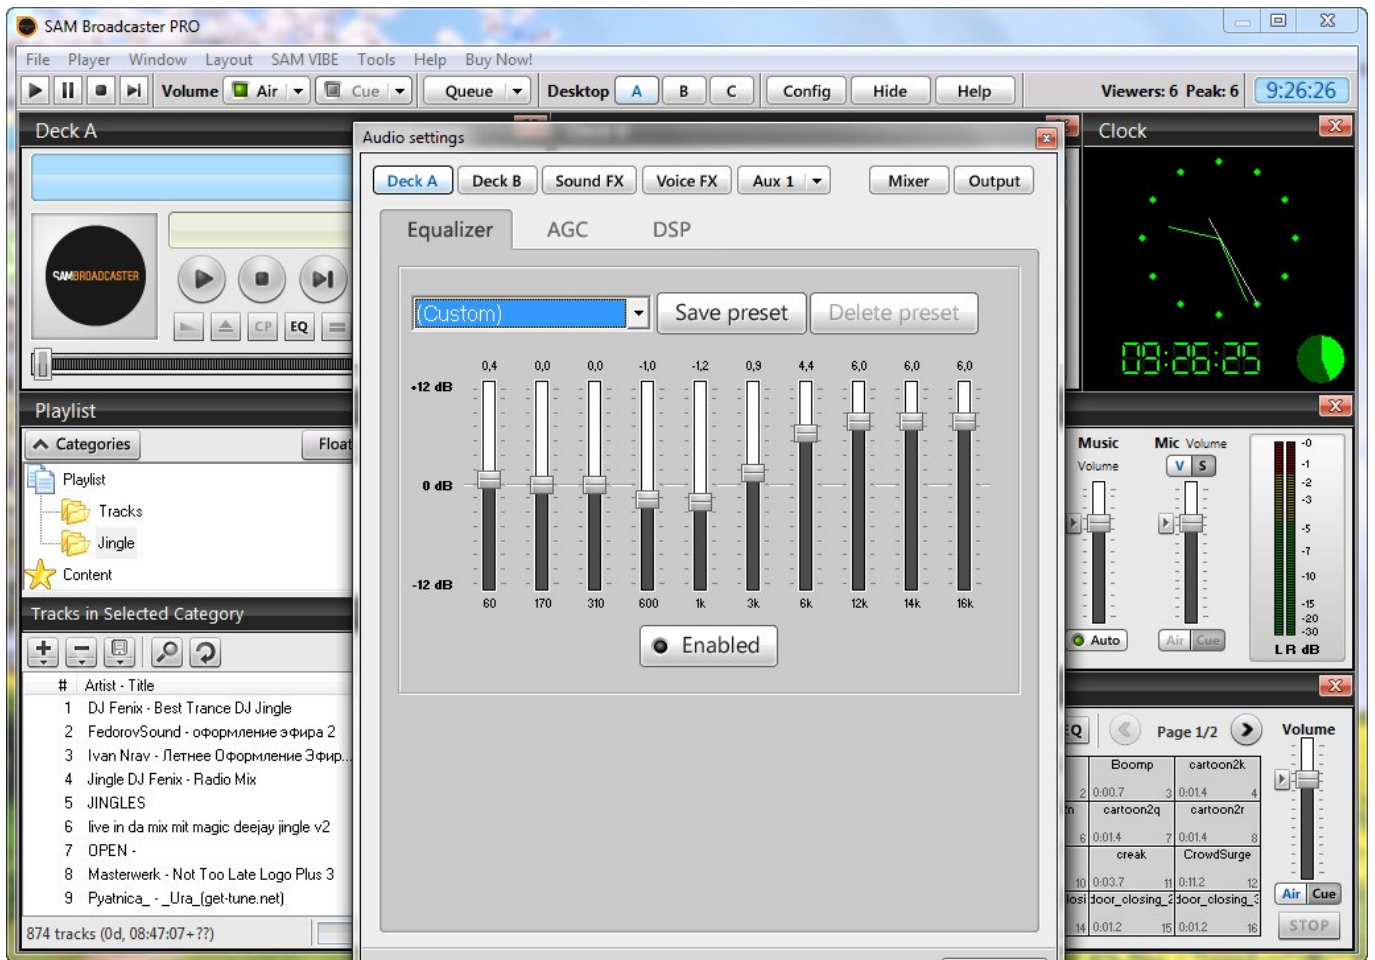 SAM Broadcaster PRO
File Player Window Layout SAM VIBE Tools Help Buy Now!
Volume Air Cue Queue Desktop A B C Config Hide Help Viewers: 6 Peak: 6 9:26:26
Deck A
Audio settings
Clock
Deck A Deck B Sound FX Voice FX Aux 1 Mixer Output
Equalizer AGC DSP
SAMBROADCASTER
CP EQ
(Custom) Save preset Delete preset
09:26:25
0,4 0,0 0,0 -1,0 -1,2 0,9 4,4 6,0 6,0 6,0
+12 dB
0 dB
-12 dB
60 170 310 600 1k 3k 6k 12k 14k 16k
Enabled
Playlist
Categories Float
Playlist
Tracks
Jingle
Content
Music Mic Volume
Volume V S
-0
-1
-2
-3
-5
-7
-10
-15
-20
-30
Auto Air Cue L R dB
Tracks in Selected Category
# Artist - Title
1 DJ Fenix - Best Trance DJ Jingle
2 FedorovSound - оформление эфира 2
3 Ivan Nrav - Летнее Оформление Эфир...
4 Jingle DJ Fenix - Radio Mix
5 JINGLES
6 live in da mix mit magic deejay jingle v2
7 OPEN -
8 Masterwerk - Not Too Late Logo Plus 3
9 Pyatnica_ - _Ura_(get-tune.net)
874 tracks (0d, 08:47:07+??)
EQ Page 1/2 Volume
Boomp cartoon2k
2 0:00.7 3 0:01.4 4
cartoon2q cartoon2r
6 0:01.4 7 0:01.4 8
creak CrowdSurge
10 0:03.7 11 0:11.2 12
door_closing_2 door_closing_3
14 0:01.2 15 0:01.2 16
Air Cue
STOP